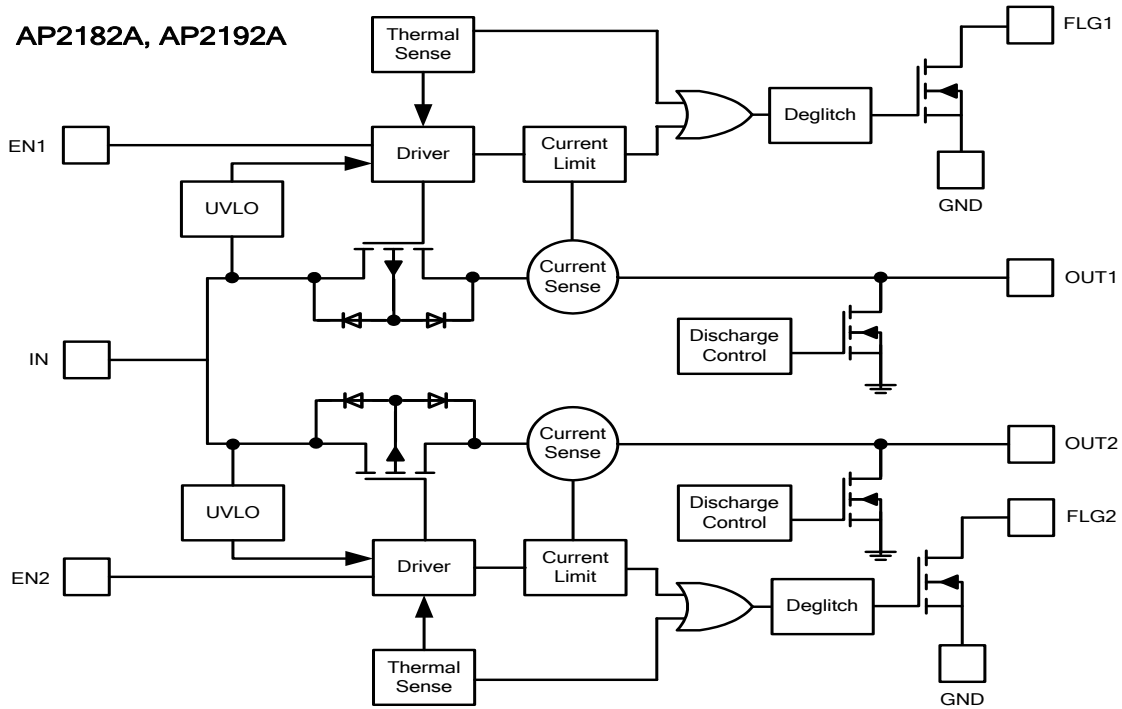 AP2182A, AP2192A
Thermal
Sense
FLG1
Deglitch
EN1
Driver
Current
Limit
UVLO
GND
Current
Sense
OUT1
Discharge
Control
IN
Current
Sense
OUT2
UVLO
Discharge
Control
FLG2
Driver
Current
Limit
EN2
Deglitch
Thermal
Sense
GND